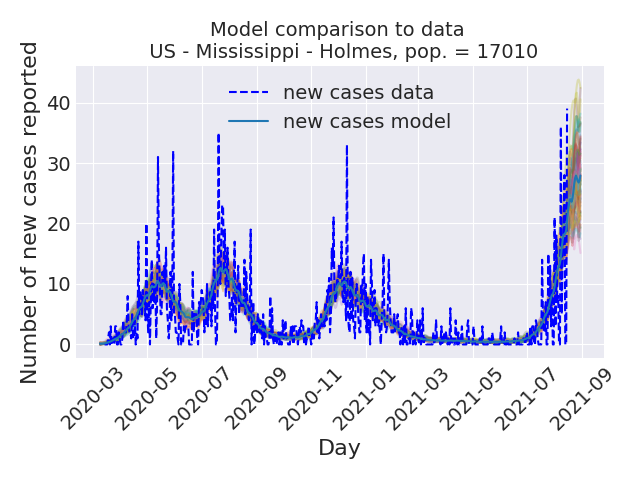 Model comparison to data
US - Mississippi - Holmes, pop. = 17010
Number of new cases reported
40
30
20
10
0
new cases data
new cases model
2020-03
2020-05
2020-07
2020-09
2020-11
2021-01
2021-03
2021-05
2021-07
2021-09
Day